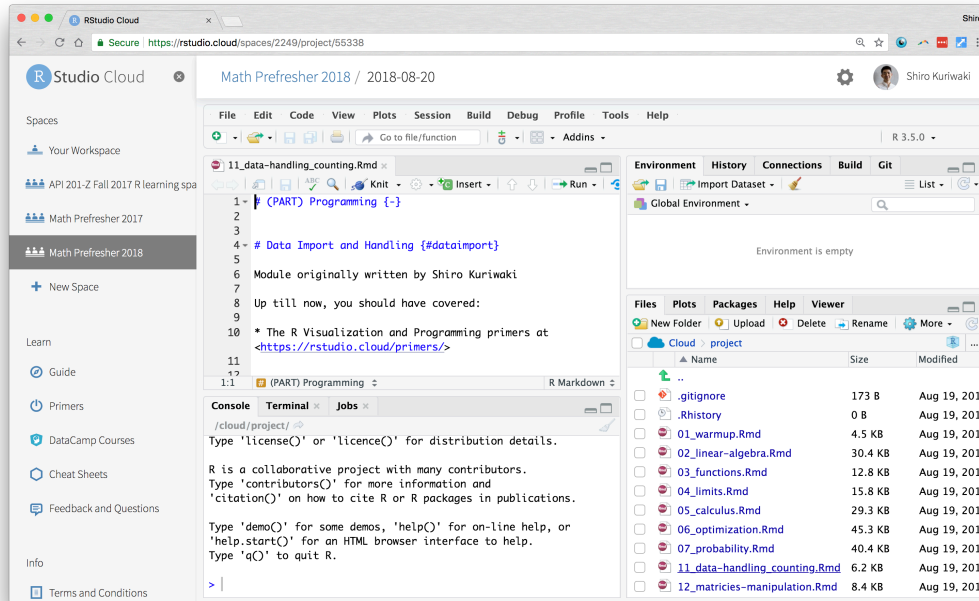 RStudio Cloud
Shiro
Secure | https://rstudio.cloud/spaces/2249/project/55338
R Studio Cloud
Math Prefresher 2018 / 2018-08-20
Shiro Kuriwaki
Spaces
Your Workspace
API 201-Z Fall 2017 R learning spa
Math Prefresher 2017
Math Prefresher 2018
New Space
Learn
Guide
Primers
DataCamp Courses
Cheat Sheets
Feedback and Questions
Info
Terms and Conditions
File Edit Code View Plots Session Build Debug Profile Tools Help
Go to file/function
Addins
R 3.5.0
11_data-handling_counting.Rmd
ABC Knit Insert Run
1 # (PART) Programming {-}
2
3
4 # Data Import and Handling {#dataimport}
5
6 Module originally written by Shiro Kuriwaki
7
8 Up till now, you should have covered:
9
10 * The R Visualization and Programming primers at
<https://rstudio.cloud/primers/>
11
12
1:1 # (PART) Programming R Markdown
Console Terminal Jobs
/cloud/project/
Type 'license()' or 'licence()' for distribution details.
R is a collaborative project with many contributors.
Type 'contributors()' for more information and
'citation()' on how to cite R or R packages in publications.
Type 'demo()' for some demos, 'help()' for on-line help, or
'help.start()' for an HTML browser interface to help.
Type 'q()' to quit R.
>
Environment History Connections Build Git
Import Dataset List
Global Environment
Environment is empty
Files Plots Packages Help Viewer
New Folder Upload Delete Rename More
Cloud project R ...
Name Size Modified
..
.gitignore 173 B Aug 19, 201
.Rhistory 0 B Aug 19, 201
01_warmup.Rmd 4.5 KB Aug 19, 201
02_linear-algebra.Rmd 30.4 KB Aug 19, 201
03_functions.Rmd 12.8 KB Aug 19, 201
04_limits.Rmd 15.8 KB Aug 19, 201
05_calculus.Rmd 29.3 KB Aug 19, 201
06_optimization.Rmd 45.3 KB Aug 19, 201
07_probability.Rmd 40.4 KB Aug 19, 201
11_data-handling_counting.Rmd 6.2 KB Aug 19, 201
12_matricies-manipulation.Rmd 8.4 KB Aug 19, 201